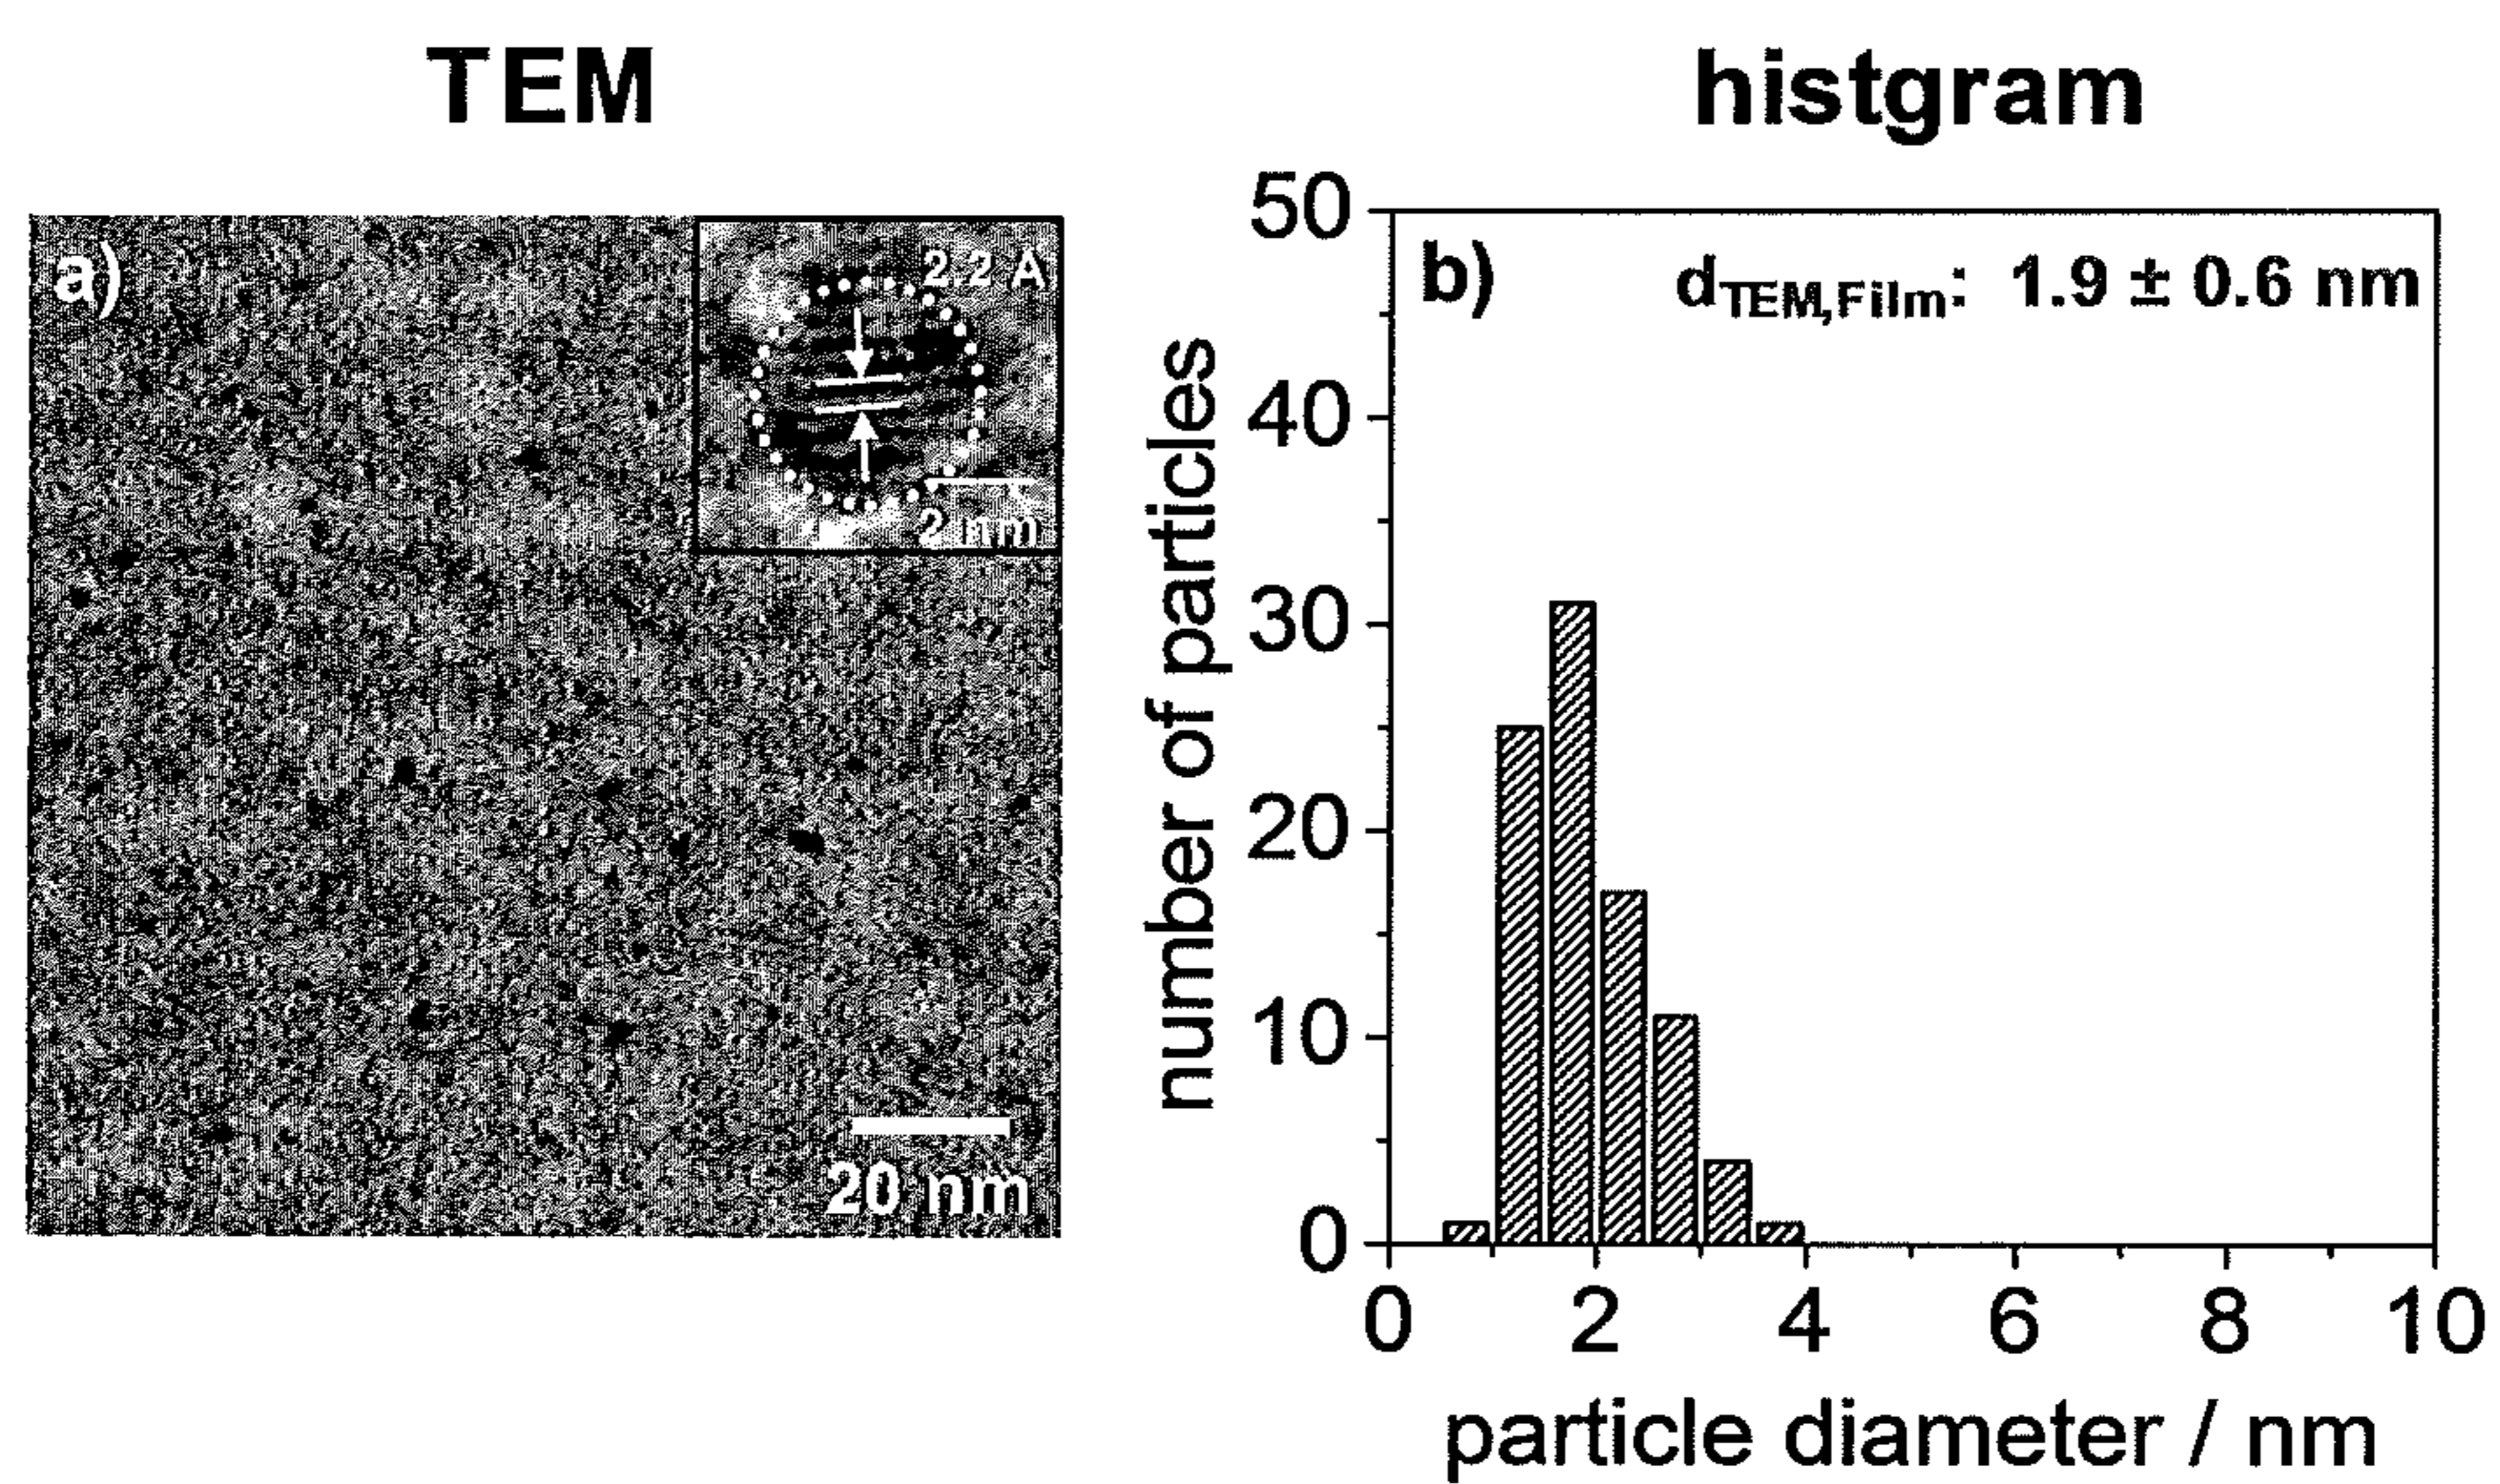 TEM
histgram
a)
2.2 A
2 nm
20 nm
b)
dTEM,Film: 1.9 ± 0.6 nm
number of particles
50
40
30
20
10
0
0 2 4 6 8 10
particle diameter / nm